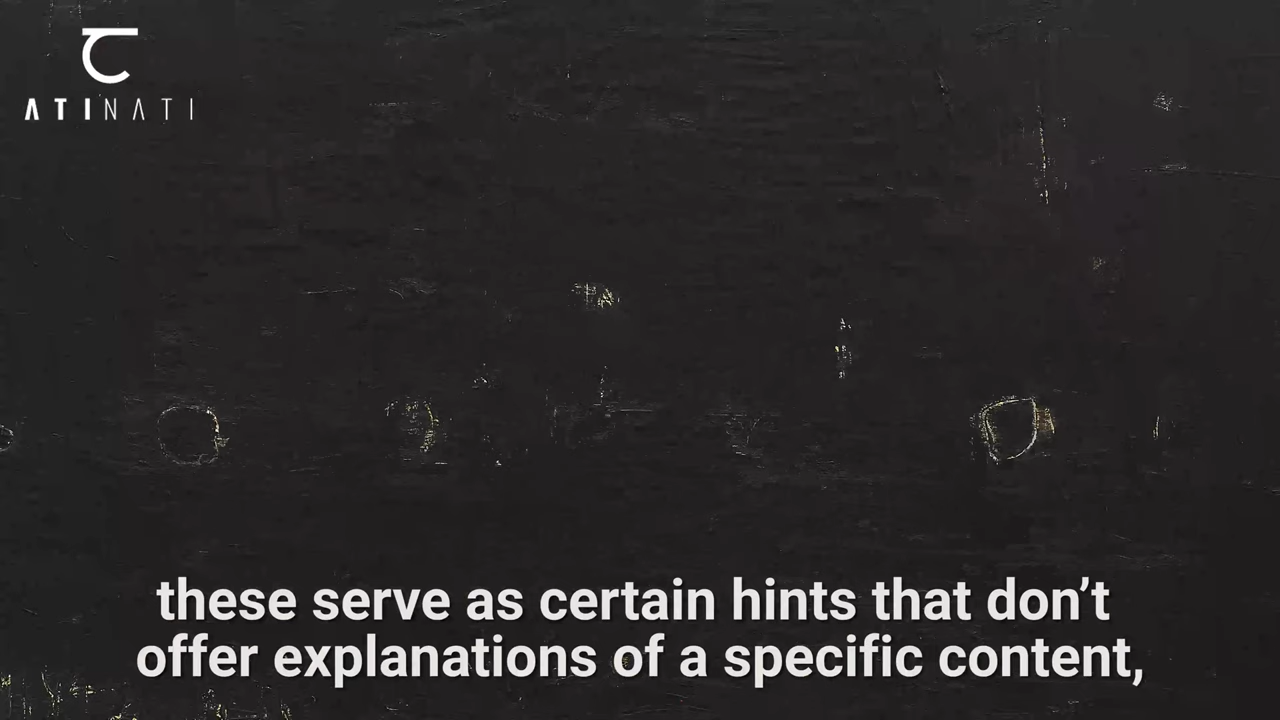 ATINATI
these serve as certain hints that don’t
offer explanations of a specific content,